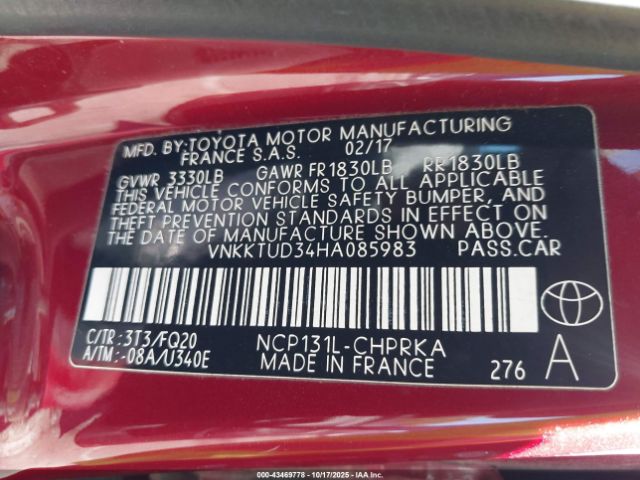 MFD. BY:TOYOTA MOTOR MANUFACTURING
FRANCE S.A.S. 02/17
GVWR 3330LB GAWR FR1830LB RR1830LB
THIS VEHICLE CONFORMS TO ALL APPLICABLE
FEDERAL MOTOR VEHICLE SAFETY BUMPER, AND
THEFT PREVENTION STANDARDS IN EFFECT ON
THE DATE OF MANUFACTURE SHOWN ABOVE.
VNKKTUD34HA085983 PASS.CAR
C/TR:3T3/FQ20 NCP131L-CHPRKA
A/TM:-08A/U340E MADE IN FRANCE 276 A
000-43469778 - 10/17/2025 - IAA Inc.